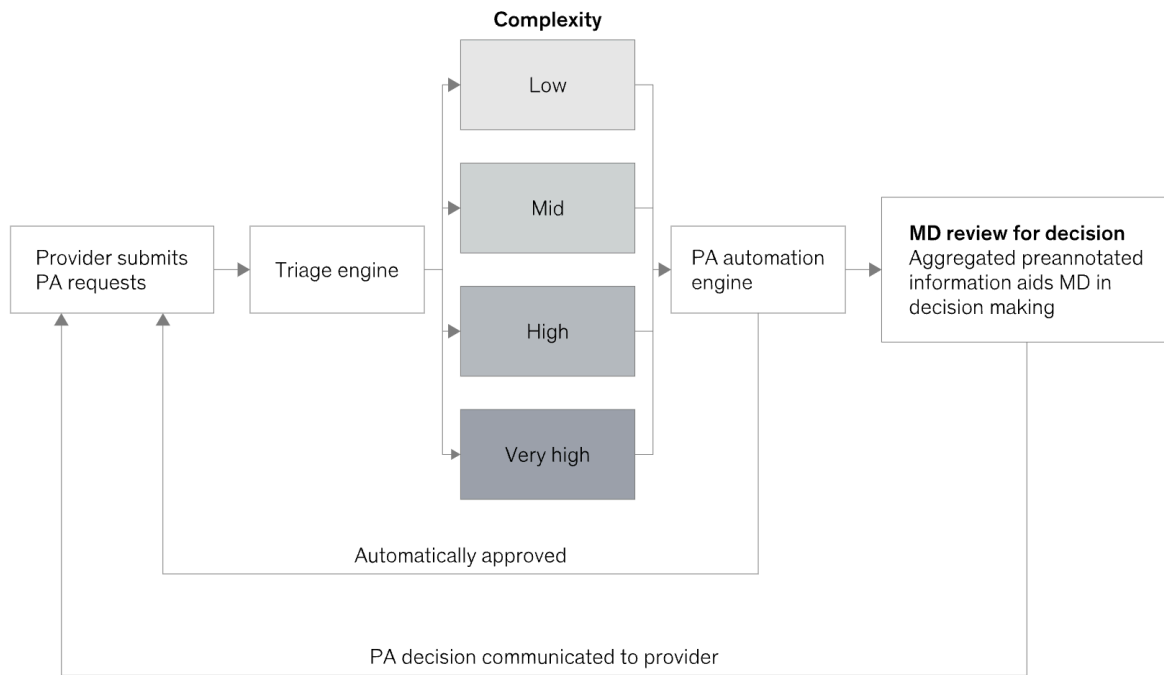 Complexity
Low
Mid
High
Very high
Provider submits
PA requests
Triage engine
PA automation
engine
MD review for decision
Aggregated preannotated
information aids MD in
decision making
Automatically approved
PA decision communicated to provider